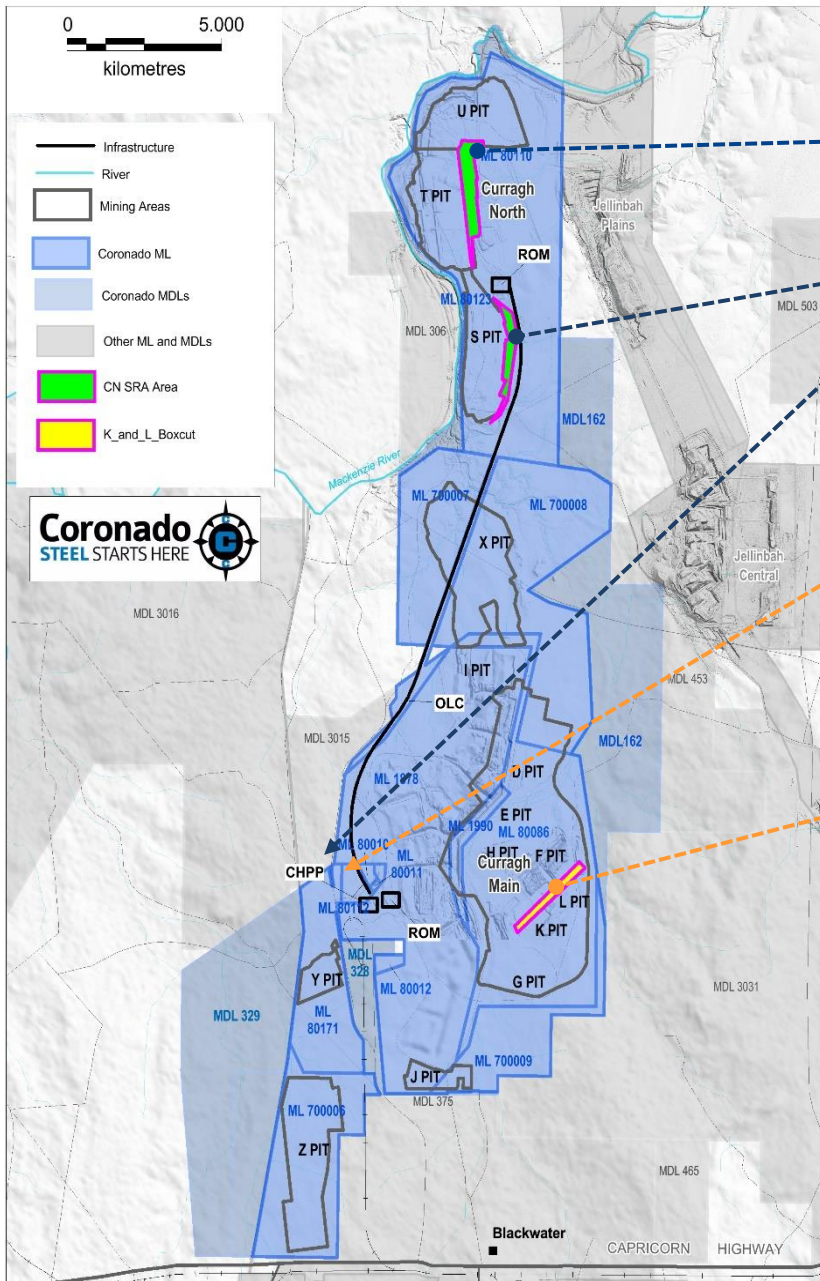 0
5.000
kilometres
Infrastructure
River
Mining Areas
Coronado ML
Coronado MDLs
Other ML and MDLs
CN SRA Area
K_and_L_Boxcut
Coronado
STEEL STARTS HERE
C
C
C
U PIT
ML 80110
T PIT
Curragh
North
Jellinbah
Plains
ROM
ML 80123
MDL 306
S PIT
MDL 503
MDL162
Mackenzie River
ML 700007
ML 700008
X PIT
Jellinbah
Central
MDL 3016
I PIT
MDL 453
OLC
MDL 3015
MDL162
D PIT
ML 1878
E PIT
ML 1990
ML 80086
ML 80010
H PIT
F PIT
ML
80011
Curragh
Main
CHPP
L PIT
ROM
K PIT
MDL
328
Y PIT
G PIT
ML 80012
MDL 3031
MDL 329
ML
80171
ML 700009
J PIT
MDL 375
ML 700006
Z PIT
MDL 465
Blackwater
CAPRICORN HIGHWAY